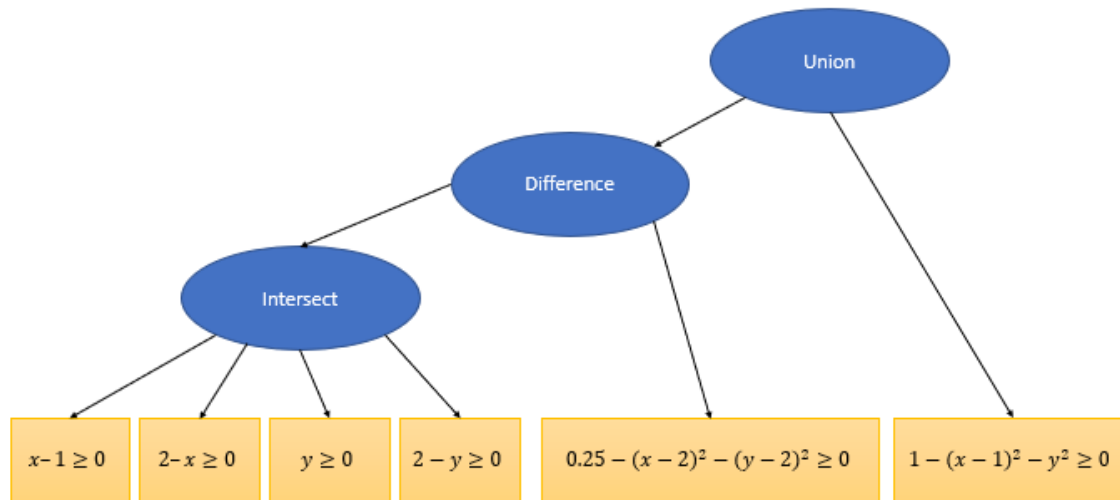 Union
Difference
Intersect
x– 1 ≥ 0
2– x ≥ 0
y ≥ 0
2 − y ≥ 0
0.25 − (x − 2)² − (y − 2)² ≥ 0
1 − (x − 1)² − y² ≥ 0